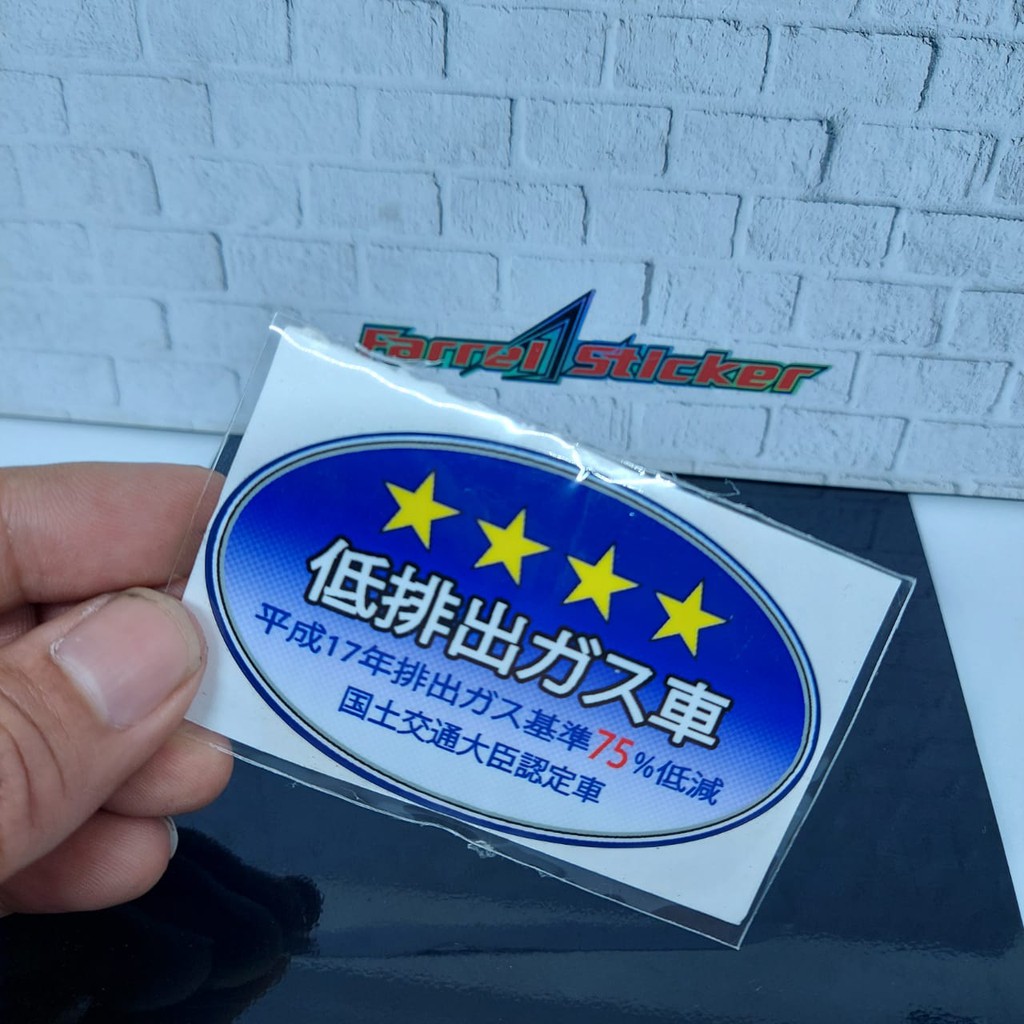 Farrel Sticker
低排出ガス車
平成17年排出ガス基準75%低減
国土交通大臣認定車